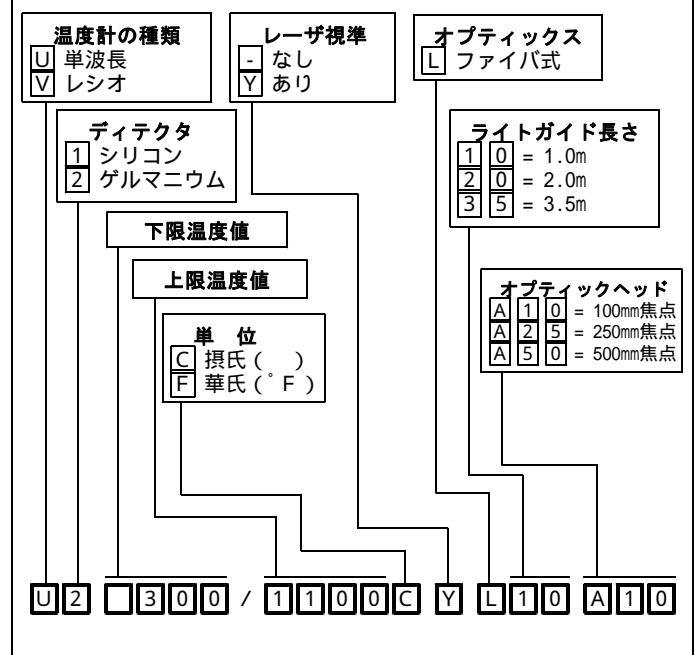 温度計の種類
U 単波長
V レシオ
レーザ視準
- なし
Y あり
オプティックス
L ファイバ式
ディテクタ
1 シリコン
2 ゲルマニウム
ライトガイド長さ
1 0 = 1.0m
2 0 = 2.0m
3 5 = 3.5m
下限温度値
上限温度値
オプティックヘッド
A 1 0 = 100mm焦点
A 2 5 = 250mm焦点
A 5 0 = 500mm焦点
単 位
C 摂氏 ( )
F 華氏 (°F )
U 2 3 0 0 / 1 1 0 0 C Y L 1 0 A 1 0